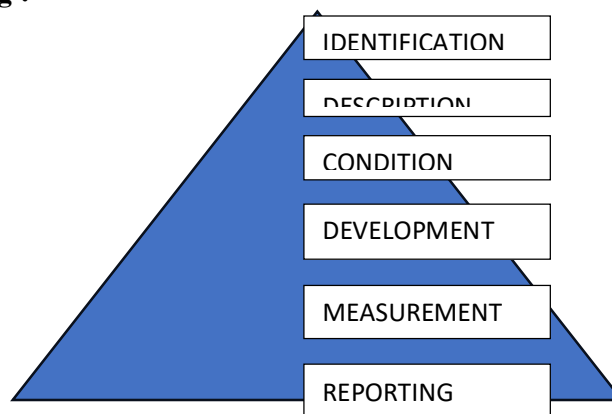 IDENTIFICATION
DESCRIPTION
CONDITION
DEVELOPMENT
MEASUREMENT
REPORTING